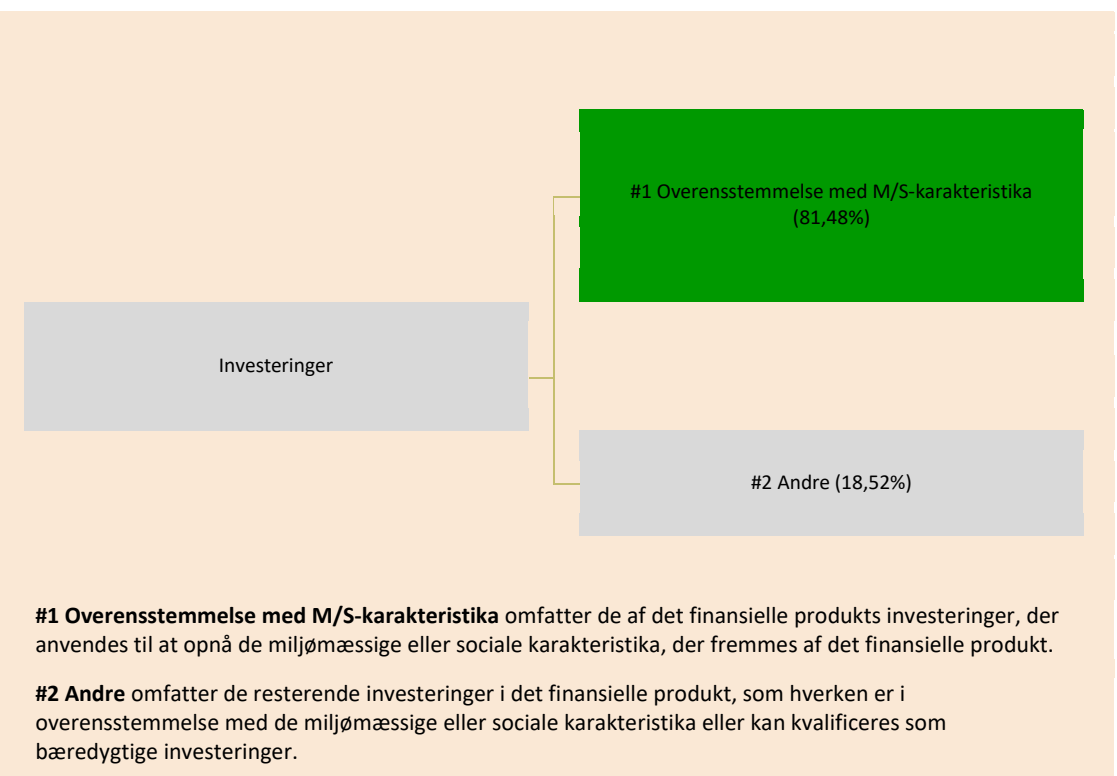 #1 Overensstemmelse med M/S-karakteristika
(81,48%)
Investeringer
#2 Andre (18,52%)
#1 Overensstemmelse med M/S-karakteristika omfatter de af det finansielle produkts investeringer, der
anvendes til at opnå de miljømæssige eller sociale karakteristika, der fremmes af det finansielle produkt.
#2 Andre omfatter de resterende investeringer i det finansielle produkt, som hverken er i
overensstemmelse med de miljømæssige eller sociale karakteristika eller kan kvalificeres som
bæredygtige investeringer.